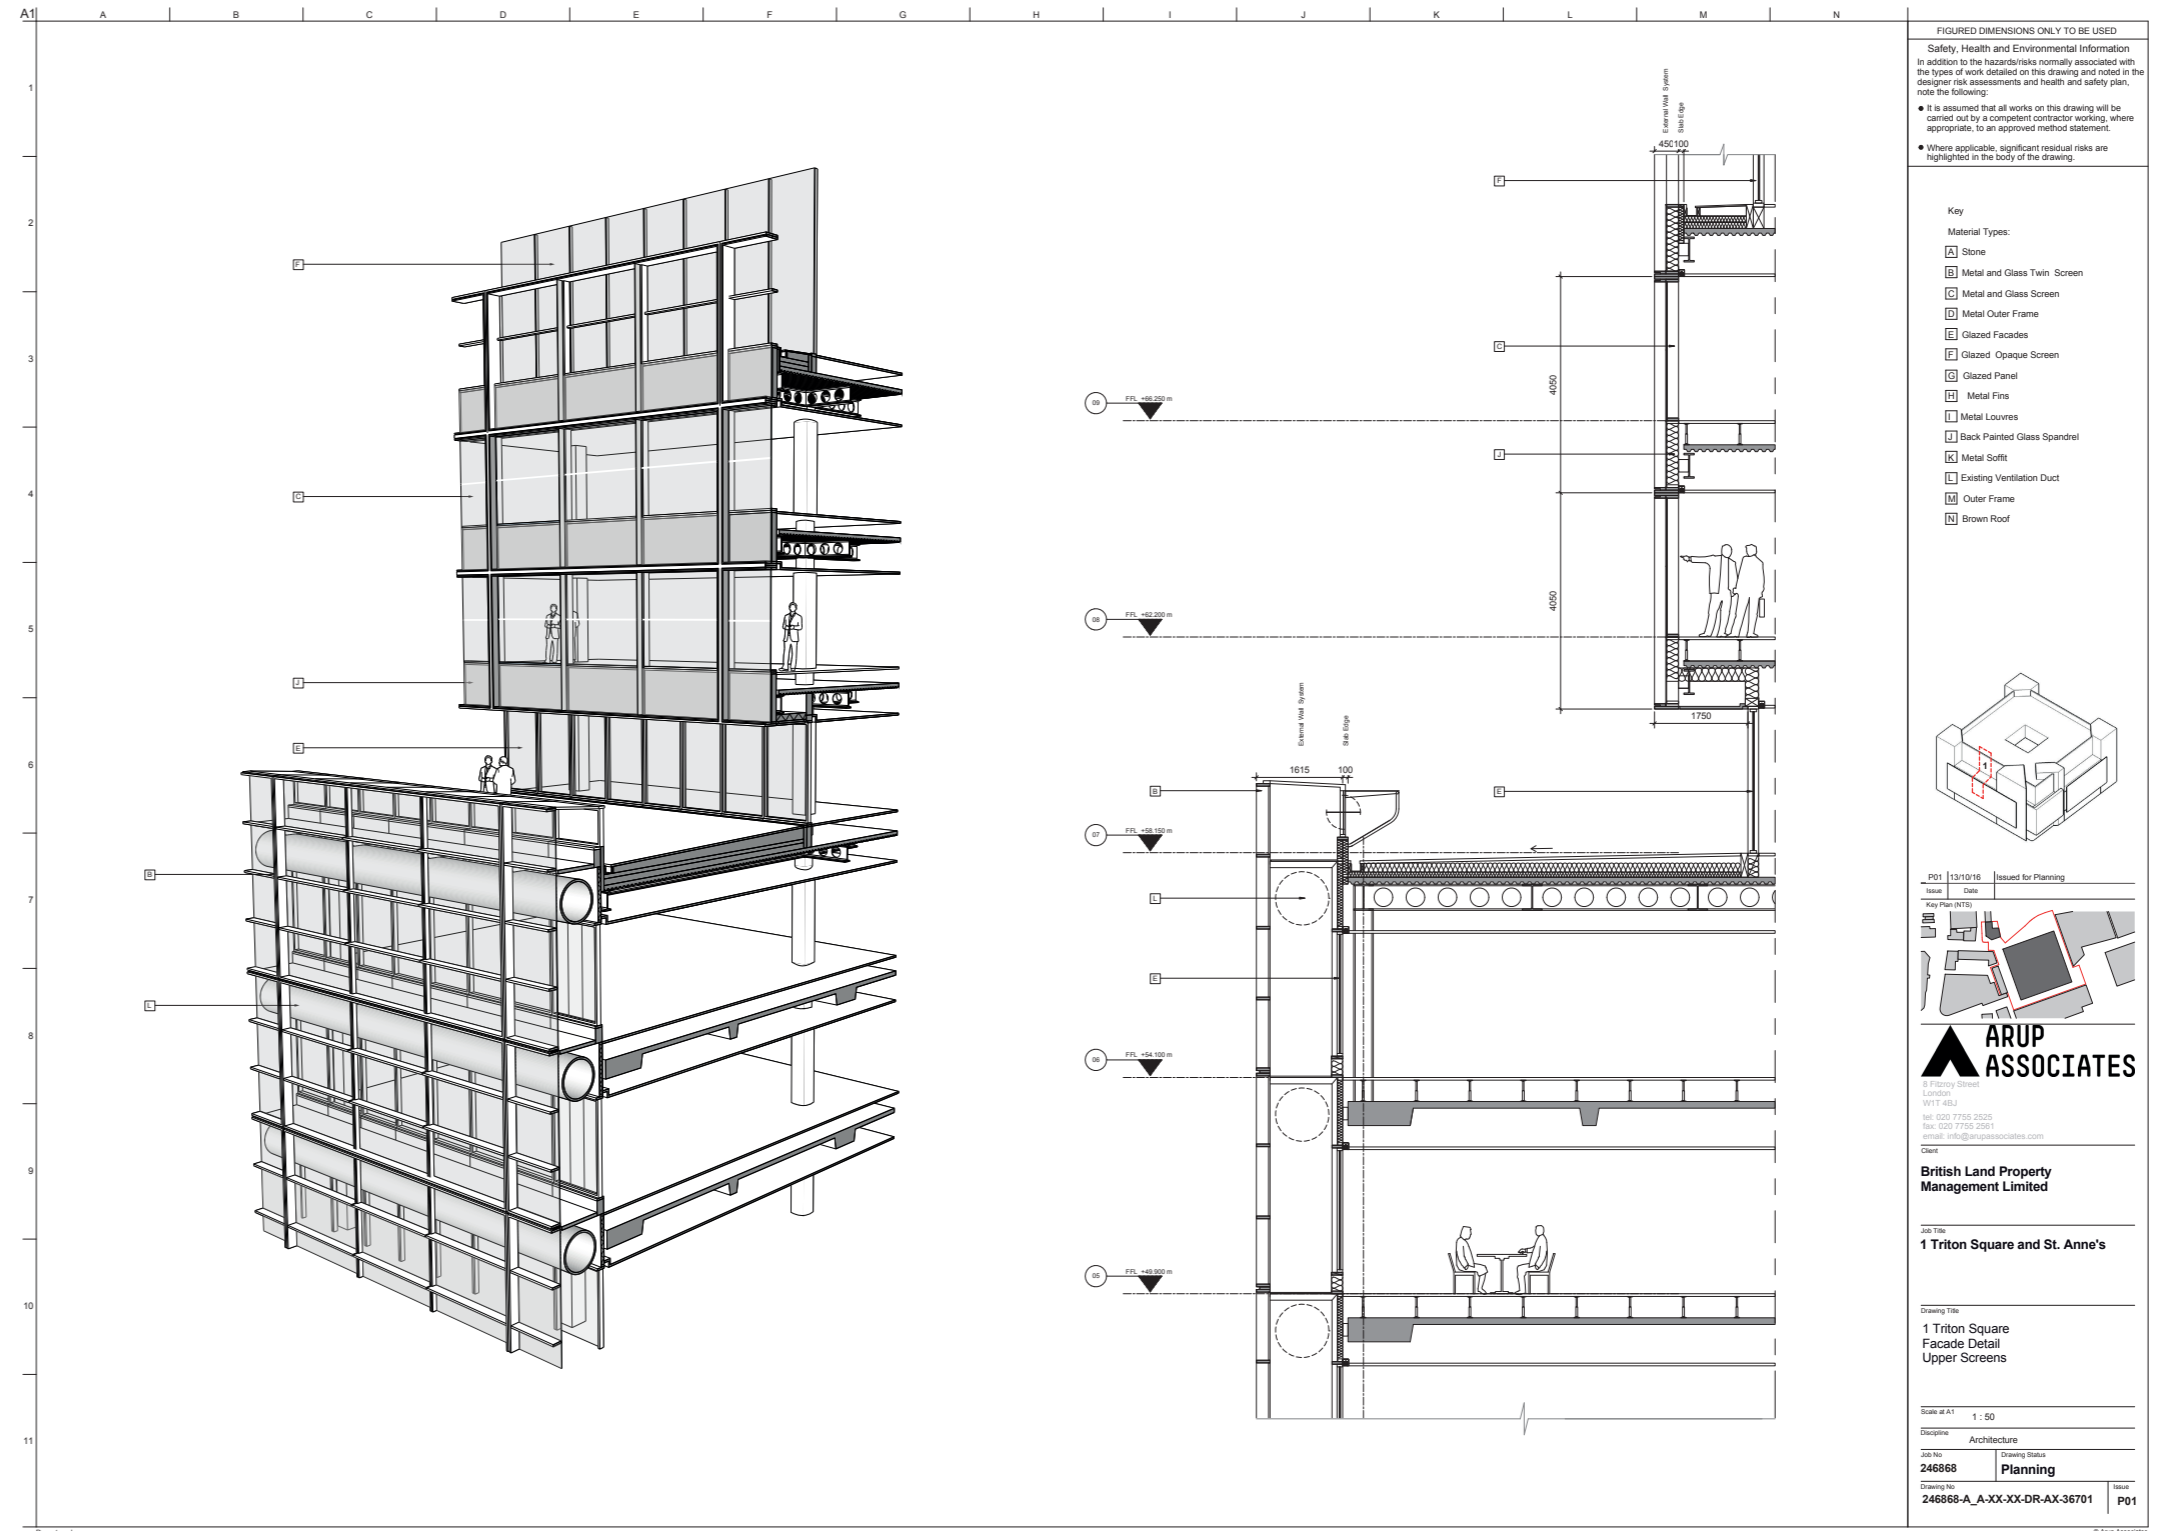 A1 A B C D E F G H I J K L M N
1
2
3
4
5
6
7
8
9
10
11
F
C
J
E
B
L
External Wall System
Slab Edge
450 100
F
C
4050
09 FFL +66.250 m
J
4050
08 FFL +62.200 m
External Wall System
Slab Edge
1750
1615 100
B
E
07 FFL +58.150 m
L
E
06 FFL +54.100 m
05 FFL +49.900 m
FIGURED DIMENSIONS ONLY TO BE USED
Safety, Health and Environmental Information
In addition to the hazards/risks normally associated with
the types of work detailed on this drawing and noted in the
designer risk assessments and health and safety plan,
note the following:
● It is assumed that all works on this drawing will be
carried out by a competent contractor working, where
appropriate, to an approved method statement.
● Where applicable, significant residual risks are
highlighted in the body of the drawing.
Key
Material Types:
A Stone
B Metal and Glass Twin Screen
C Metal and Glass Screen
D Metal Outer Frame
E Glazed Facades
F Glazed Opaque Screen
G Glazed Panel
H Metal Fins
I Metal Louvres
J Back Painted Glass Spandrel
K Metal Soffit
L Existing Ventilation Duct
M Outer Frame
N Brown Roof
1
P01 13/10/16 Issued for Planning
Issue Date
Key Plan (NTS)
ARUP
ASSOCIATES
8 Fitzroy Street
London
W1T 4BJ
tel: 020 7755 2525
fax: 020 7755 2561
email: info@arupassociates.com
Client
British Land Property
Management Limited
Job Title
1 Triton Square and St. Anne's
Drawing Title
1 Triton Square
Facade Detail
Upper Screens
Scale at A1 1 : 50
Discipline
Architecture
Job No Drawing Status
246868 Planning
Drawing No Issue
246868-A_A-XX-XX-DR-AX-36701 P01